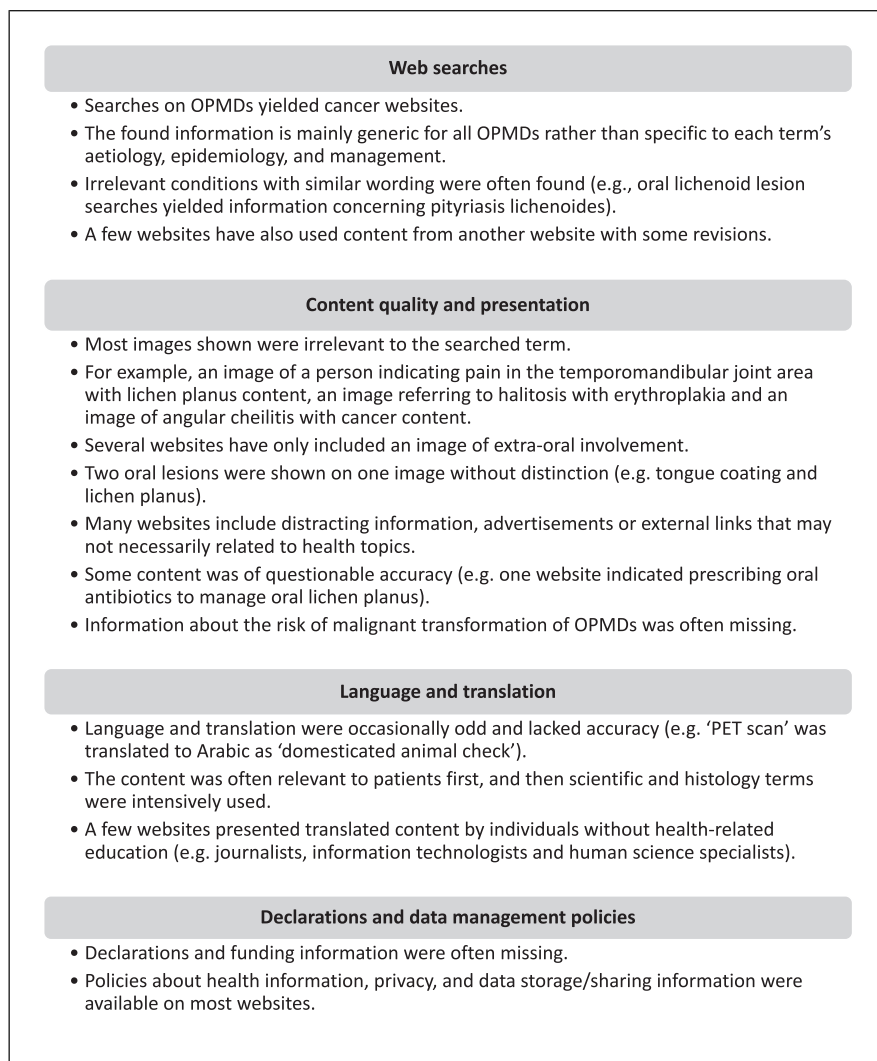 Web searches
• Searches on OPMDs yielded cancer websites.
• The found information is mainly generic for all OPMDs rather than specific to each term’s
aetiology, epidemiology, and management.
• Irrelevant conditions with similar wording were often found (e.g., oral lichenoid lesion
searches yielded information concerning pityriasis lichenoides).
• A few websites have also used content from another website with some revisions.
Content quality and presentation
• Most images shown were irrelevant to the searched term.
• For example, an image of a person indicating pain in the temporomandibular joint area
with lichen planus content, an image referring to halitosis with erythroplakia and an
image of angular cheilitis with cancer content.
• Several websites have only included an image of extra-oral involvement.
• Two oral lesions were shown on one image without distinction (e.g. tongue coating and
lichen planus).
• Many websites include distracting information, advertisements or external links that may
not necessarily related to health topics.
• Some content was of questionable accuracy (e.g. one website indicated prescribing oral
antibiotics to manage oral lichen planus).
• Information about the risk of malignant transformation of OPMDs was often missing.
Language and translation
• Language and translation were occasionally odd and lacked accuracy (e.g. ‘PET scan’ was
translated to Arabic as ‘domesticated animal check’).
• The content was often relevant to patients first, and then scientific and histology terms
were intensively used.
• A few websites presented translated content by individuals without health-related
education (e.g. journalists, information technologists and human science specialists).
Declarations and data management policies
• Declarations and funding information were often missing.
• Policies about health information, privacy, and data storage/sharing information were
available on most websites.